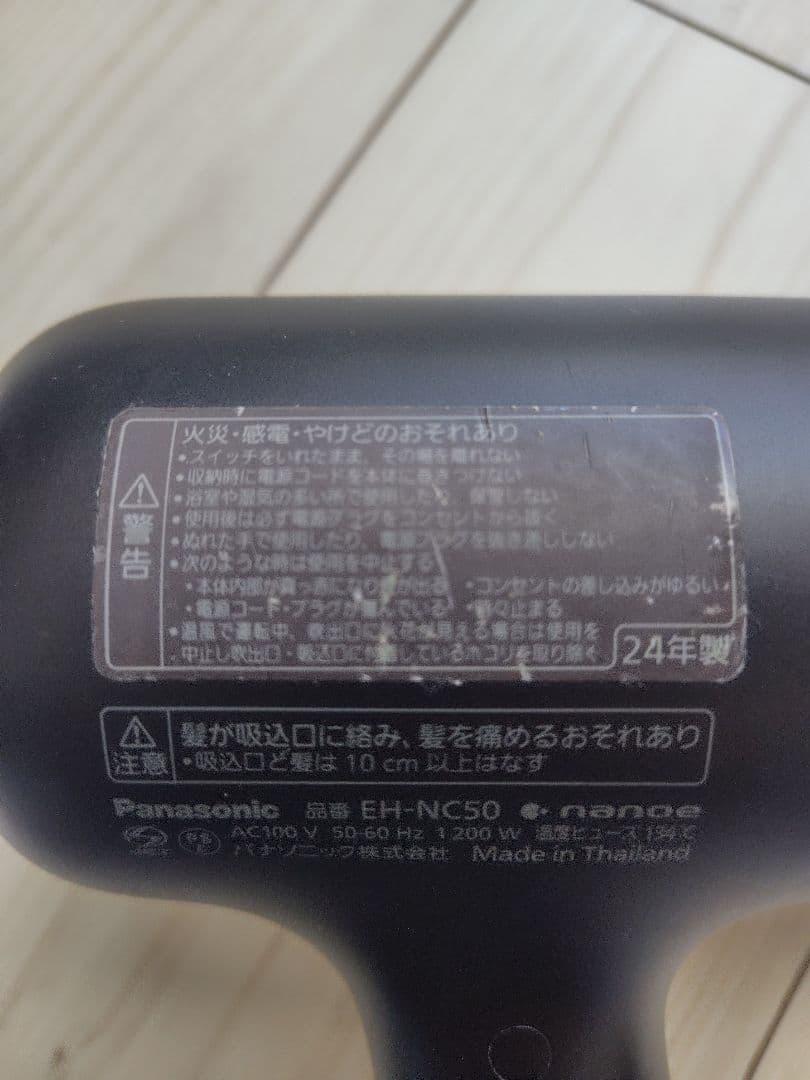 警告
火災・感電・やけどのおそれあり
•スイッチをいれたまま、その場を離れない
•収納時に電源コードを本体に巻きつけない
•浴室や湿気の多い所で使用したり、保管しない
•使用後は必ず電源プラグをコンセントから抜く
•ぬれた手で使用したり、電源プラグを抜き差ししない
•次のような時は使用を中止する
•本体内部が真っ赤になり •コンセントの差し込みがゆるい
•電源コード・プラグが傷んでいる •時々止まる
•温風で運転中、吹出口に火花が見える場合は使用を
中止し吹出口・吸込口に付着しているホコリを取り除く
24年製
注意
髪が吸込口に絡み、髪を痛めるおそれあり
•吸込口と髪は 10 cm 以上はなす
Panasonic 品番 EH-NC50 nanoe
AC100 V 50-60 Hz 1 200 W 温度ヒューズ
パナソニック株式会社 Made in Thailand